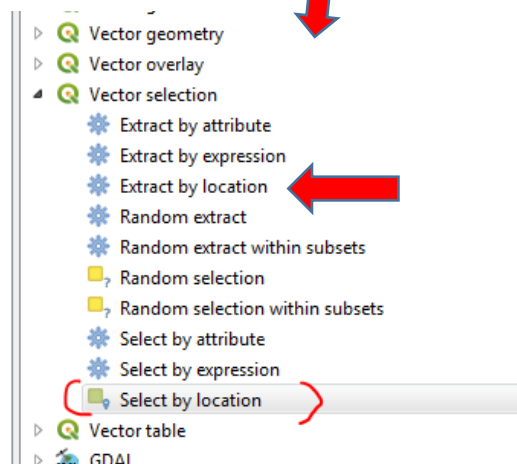 Vector geometry
Vector overlay
Vector selection
Extract by attribute
Extract by expression
Extract by location
Random extract
Random extract within subsets
Random selection
Random selection within subsets
Select by attribute
Select by expression
Select by location
Vector table
GDAL